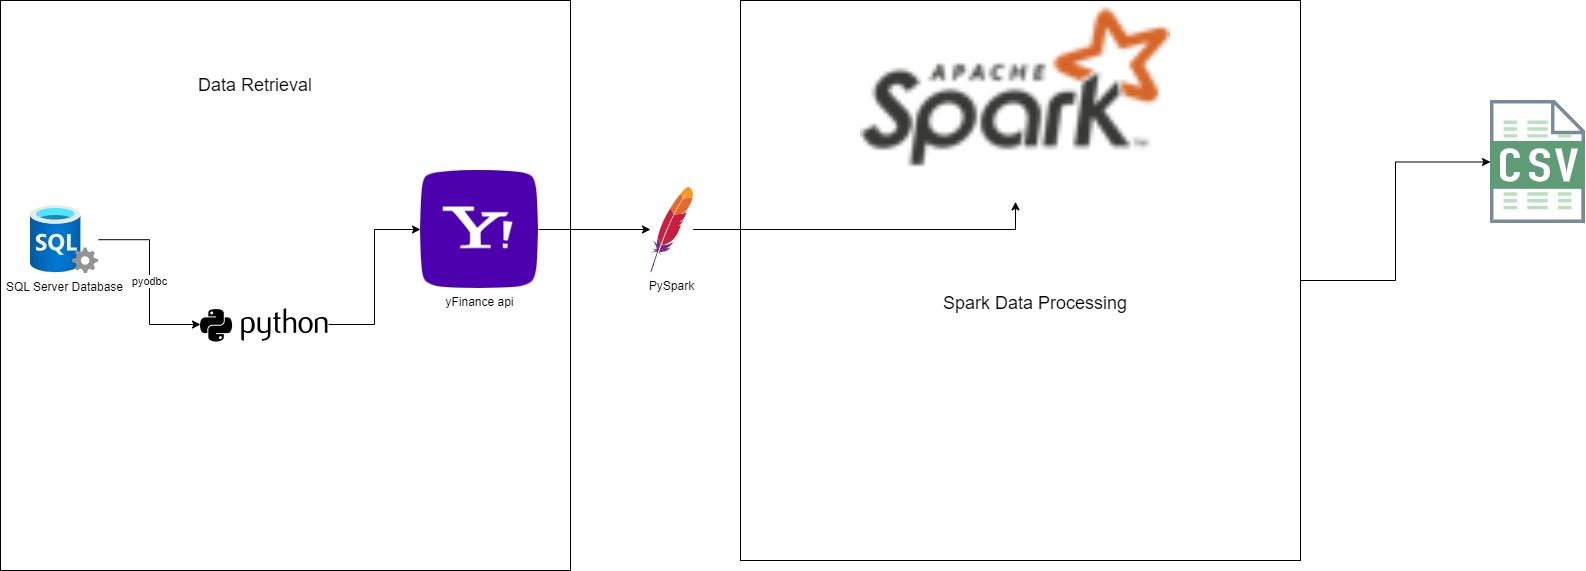 Data Retrieval
SQL
SQL Server Database
pyodbc
python
Y!
yFinance api
PySpark
APACHE
Spark
Spark Data Processing
CSV